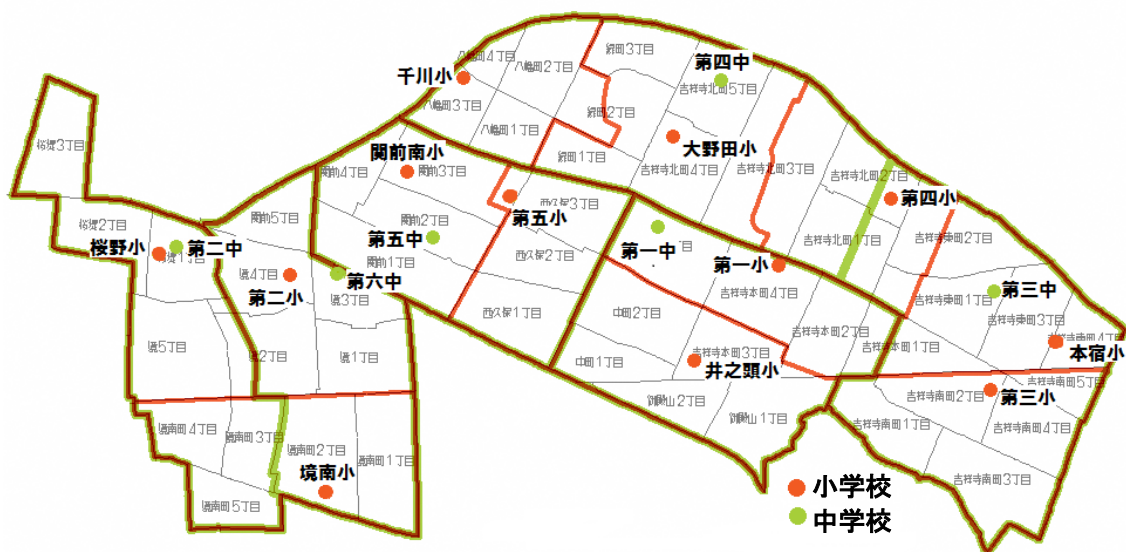 八幡町4丁目
緑町3丁目
第四中
千川小
八幡町2丁目
吉祥寺北町5丁目
八幡町3丁目
緑町2丁目
八幡町1丁目
大野田小
桜堤3丁目
関前南小
緑町1丁目
関前4丁目
関前3丁目
吉祥寺北町4丁目
吉祥寺北町3丁目
吉祥寺北町2丁目
第四小
西久保3丁目
第五小
関前5丁目
関前2丁目
桜堤2丁目
第五中
第一中
吉祥寺北町1丁目
吉祥寺東町2丁目
桜野小
第二中
桜堤1丁目
関前1丁目
西久保2丁目
第一小
境4丁目
第六中
第二小
境3丁目
吉祥寺本町4丁目
第三中
吉祥寺東町1丁目
西久保1丁目
中町2丁目
吉祥寺東町3丁目
吉祥寺本町2丁目
吉祥寺東町4丁目
境5丁目
境2丁目
境1丁目
吉祥寺本町3丁目
吉祥寺本町1丁目
本宿小
中町1丁目
井之頭小
吉祥寺南町5丁目
吉祥寺南町2丁目
第三小
御殿山2丁目
御殿山1丁目
吉祥寺南町1丁目
吉祥寺南町4丁目
境南町4丁目
境南町3丁目
境南町2丁目
境南町1丁目
境南小
吉祥寺南町3丁目
境南町5丁目
小学校
中学校